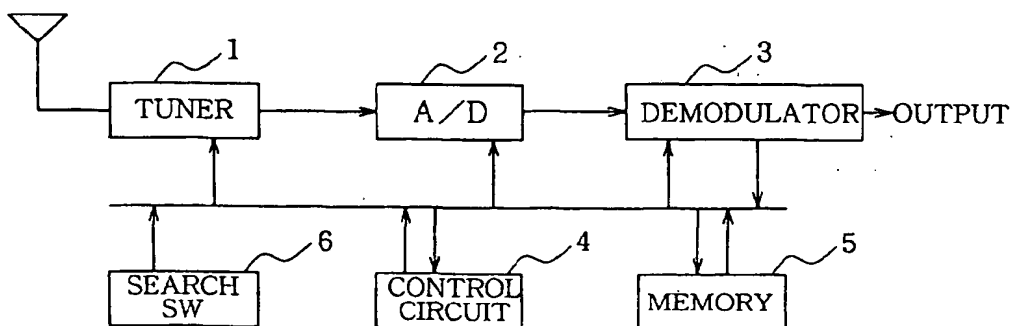 1
2
3
TUNER
A/D
DEMODULATOR
OUTPUT
6
4
5
SEARCH
SW
CONTROL
CIRCUIT
MEMORY